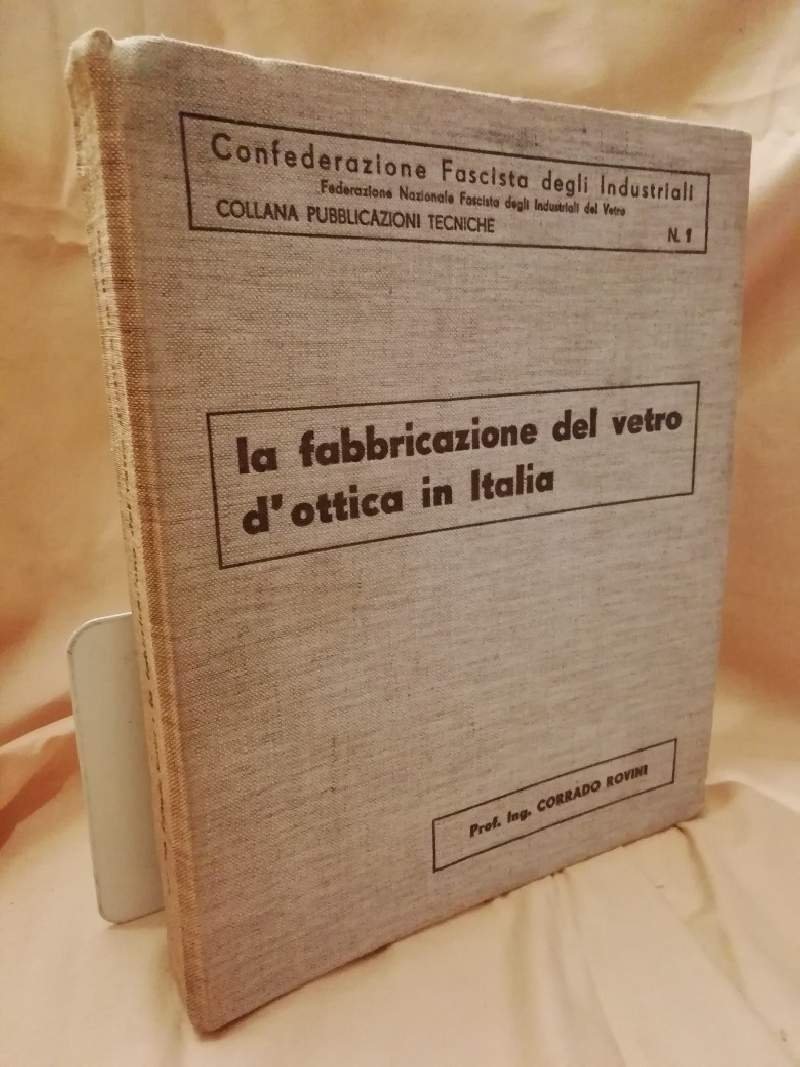 Confederazione Fascista degli Industriali
Federazione Nazionale Fascista degli Industriali del Vetro
COLLANA PUBBLICAZIONI TECNICHE N. 1
la fabbricazione del vetro
d'ottica in Italia
Prof. Ing. CORRADO ROVINI